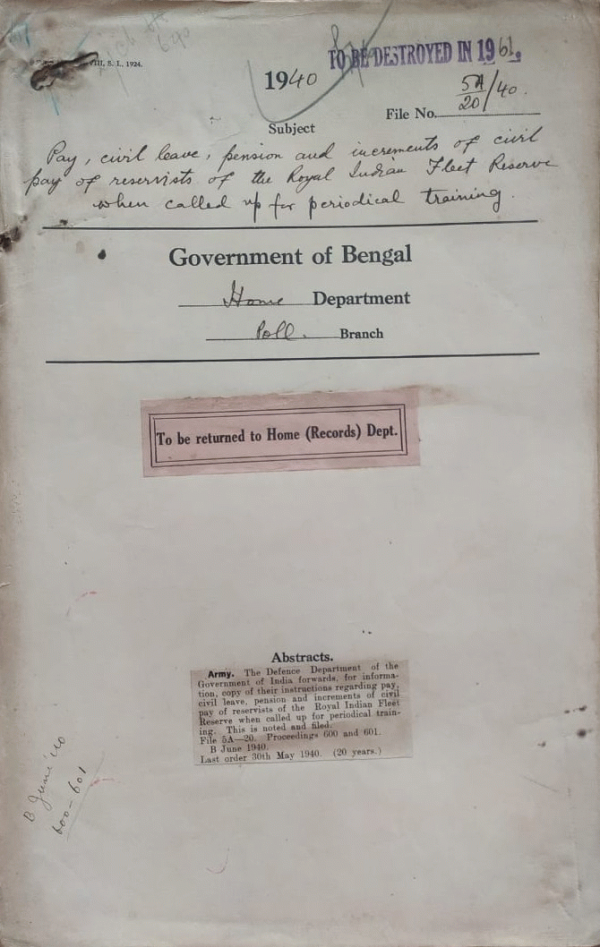 VIII, S. L., 1924.
TO BE DESTROYED IN 1961.
1940
File No. 5A/20/40.
Subject
Pay, civil leave, pension and increments of civil
pay of reservists of the Royal Indian Fleet Reserve
when called up for periodical training.
Government of Bengal
Home Department
Poll. Branch
To be returned to Home (Records) Dept.
Abstracts.
Army. The Defence Department of the
Government of India forwards, for informa-
tion, copy of their instructions regarding pay,
civil leave, pension and increments of civil
pay of reservists of the Royal Indian Fleet
Reserve when called up for periodical train-
ing. This is noted and filed.
File 5A—20. Proceedings 600 and 601.
B June 1940.
Last order 30th May 1940. (20 years.)
B June '40
600-601